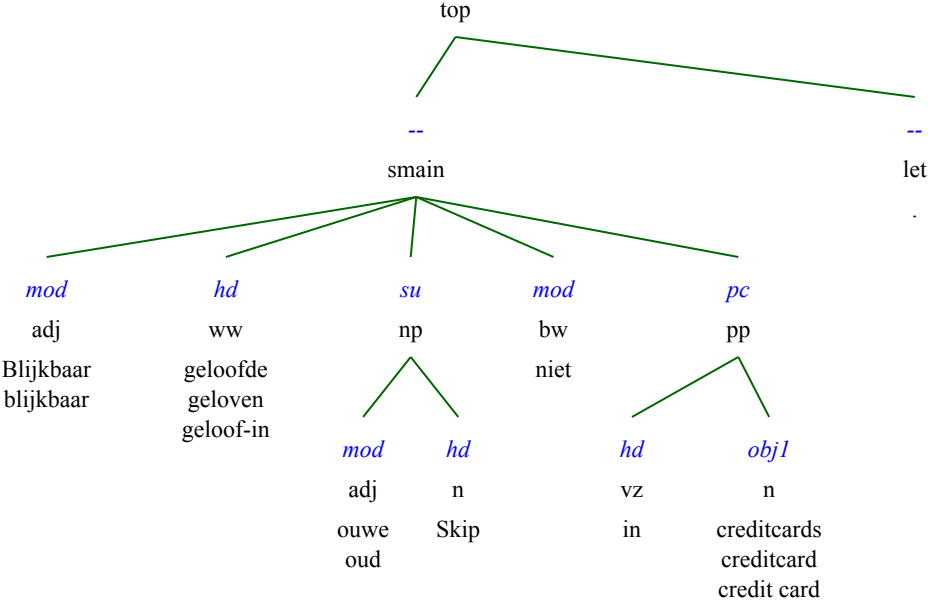 top
-- --
smain let
.
mod hd su mod pc
adj ww np bw pp
Blijkbaar geloofde niet
blijkbaar geloven
geloof-in
mod hd hd obj1
adj n vz n
ouwe Skip in creditcards
oud creditcard
credit card